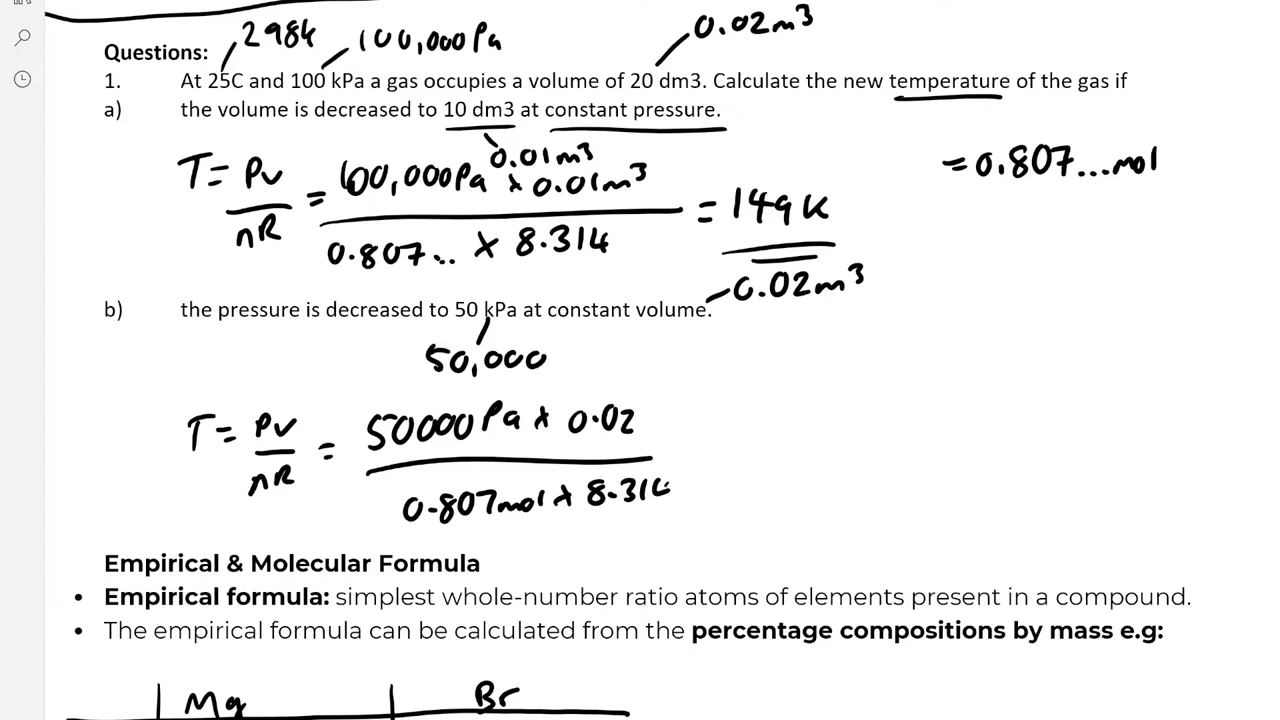 298k
100,000Pa
0.02m3
Questions:
1. At 25C and 100 kPa a gas occupies a volume of 20 dm3. Calculate the new temperature of the gas if
a) the volume is decreased to 10 dm3 at constant pressure.
0.01m3
= 0.807...mol
T = PV / nR = 100,000Pa x 0.01m3 / 0.807.. x 8.314 = 149K
0.02m3
b) the pressure is decreased to 50 kPa at constant volume.
50,000
T = PV / nR = 50000Pa x 0.02 / 0.807mol x 8.314
Empirical & Molecular Formula
• Empirical formula: simplest whole-number ratio atoms of elements present in a compound.
• The empirical formula can be calculated from the percentage compositions by mass e.g:
Mg Br